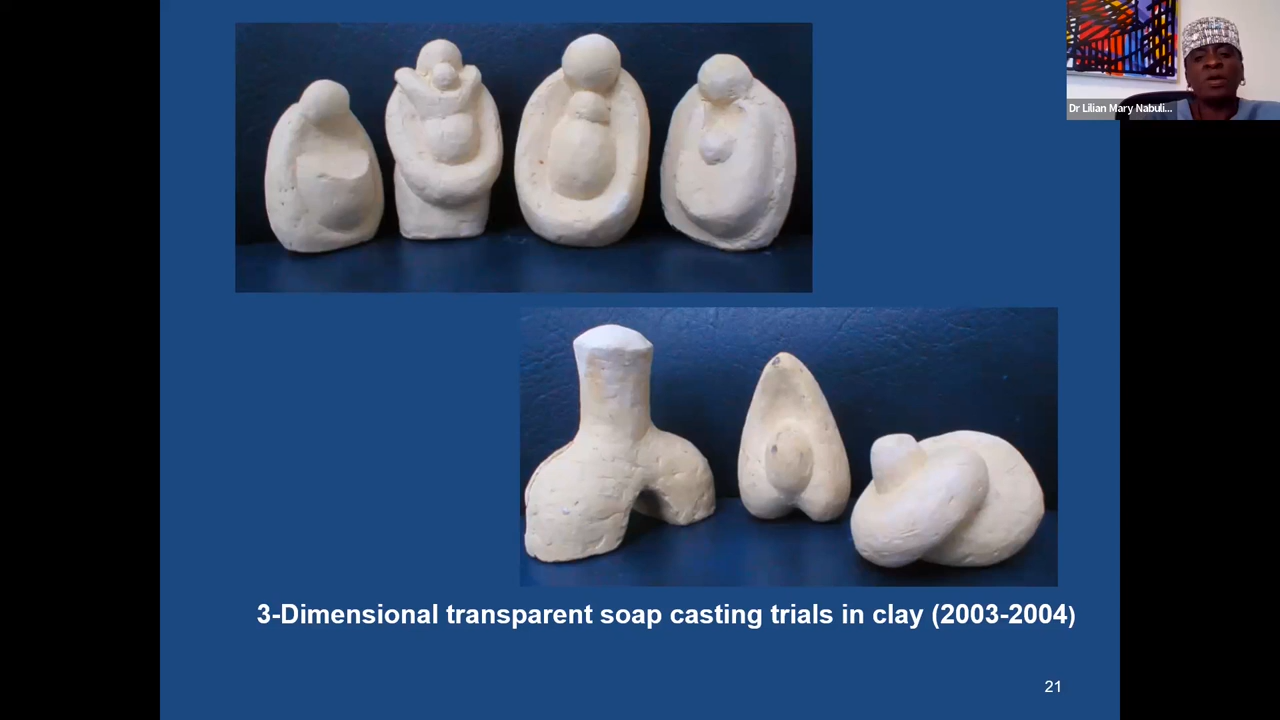 Dr Lilian Mary Nabuli...
3-Dimensional transparent soap casting trials in clay (2003-2004)
21